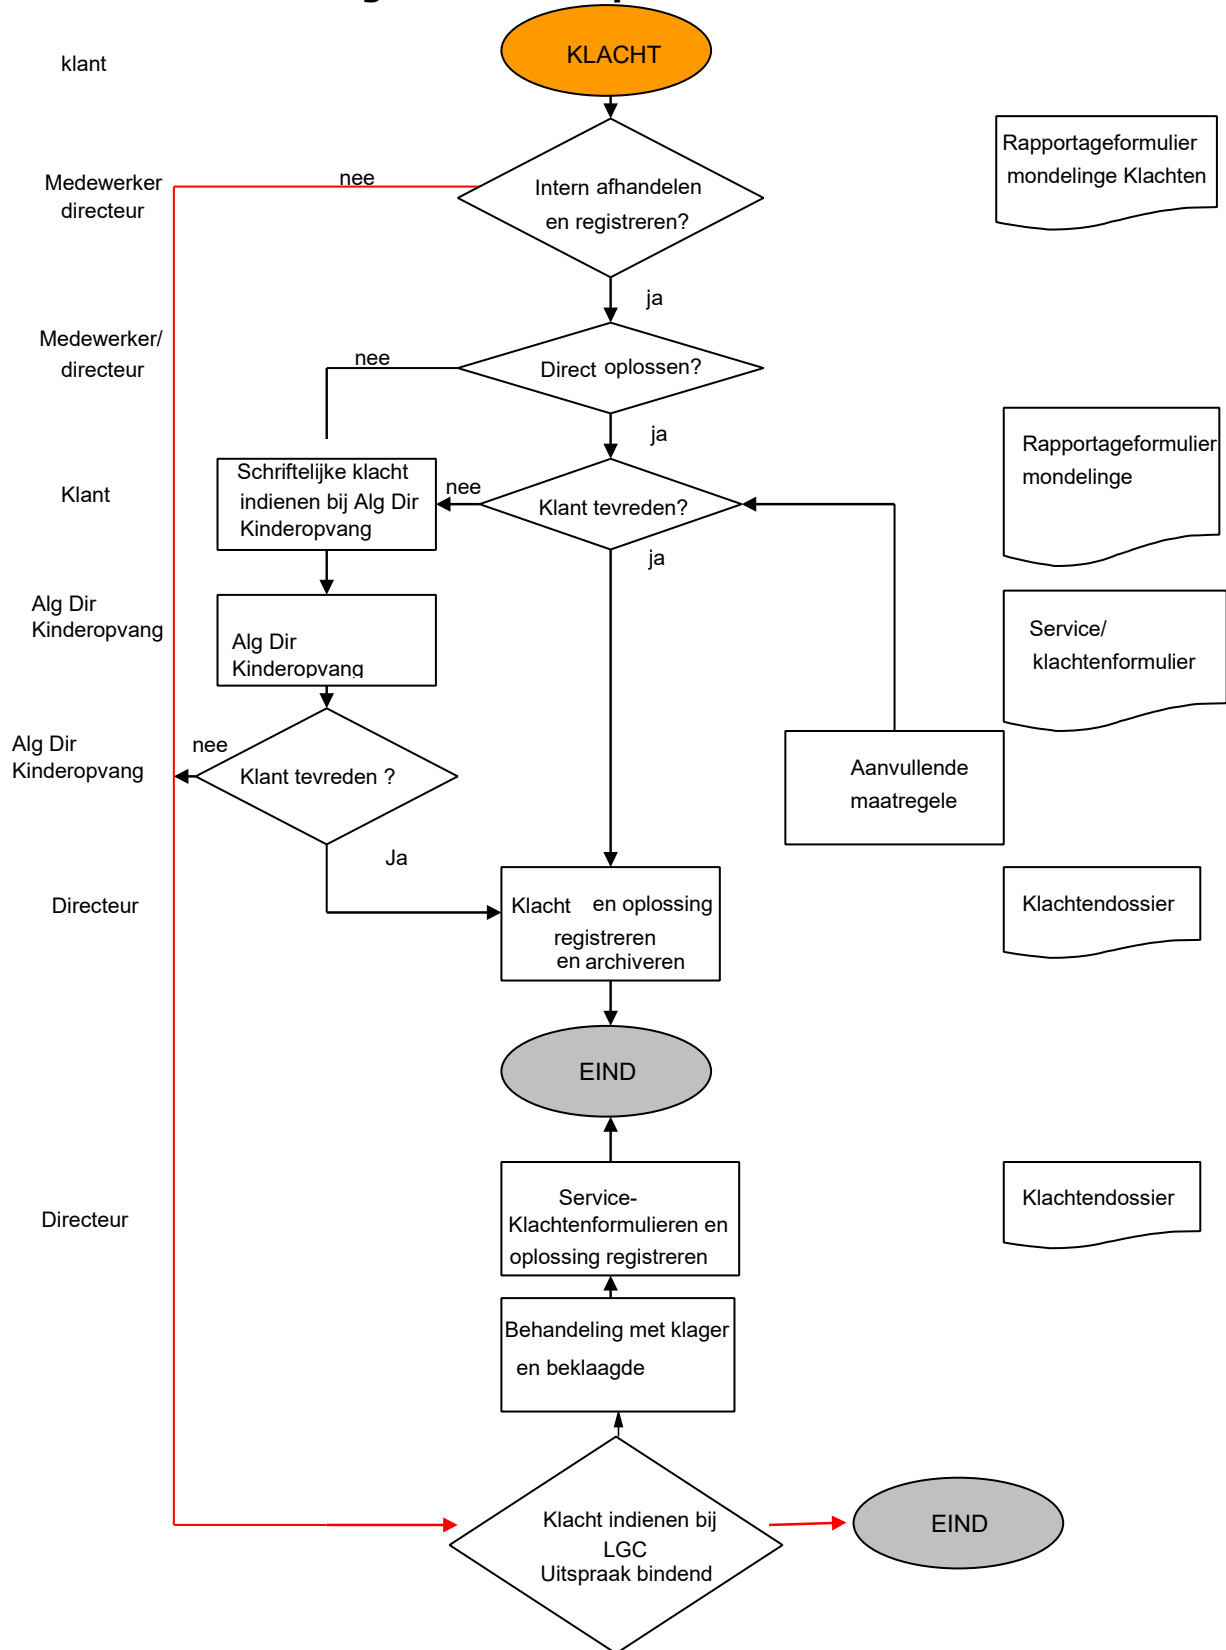 KLACHT
klant
Rapportageformulier
mondelinge Klachten
Medewerker
directeur
nee
Intern afhandelen
en registreren?
ja
Medewerker/
directeur
nee
Direct oplossen?
ja
Rapportageformulier
mondelinge
Klant
Schriftelijke klacht
indienen bij Alg Dir
Kinderopvang
nee
Klant tevreden?
ja
Alg Dir
Kinderopvang
Alg Dir
Kinderopvang
Service/
klachtenformulier
Alg Dir
Kinderopvang
nee
Klant tevreden ?
Aanvullende
maatregele
Ja
Directeur
Klacht en oplossing
registreren
en archiveren
Klachtendossier
EIND
Directeur
Service-
Klachtenformulieren en
oplossing registreren
Klachtendossier
Behandeling met klager
en beklaagde
Klacht indienen bij
LGC
Uitspraak bindend
EIND